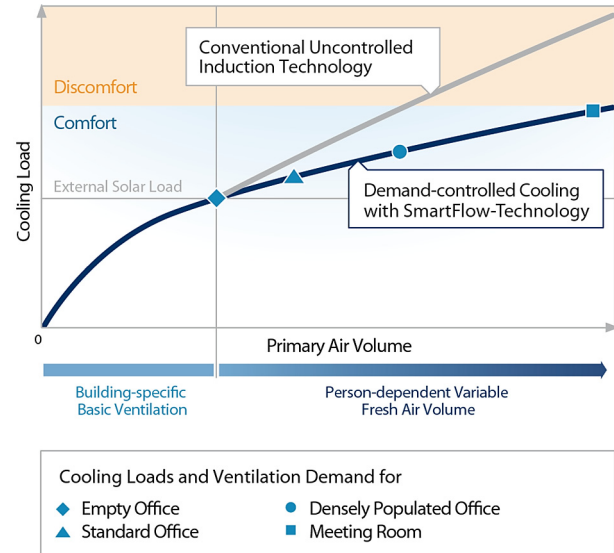 Conventional Uncontrolled
Induction Technology
Discomfort
Comfort
External Solar Load
Cooling Load
Demand-controlled Cooling
with SmartFlow-Technology
0
Primary Air Volume
Building-specific
Basic Ventilation
Person-dependent Variable
Fresh Air Volume
Cooling Loads and Ventilation Demand for
Empty Office
Densely Populated Office
Standard Office
Meeting Room